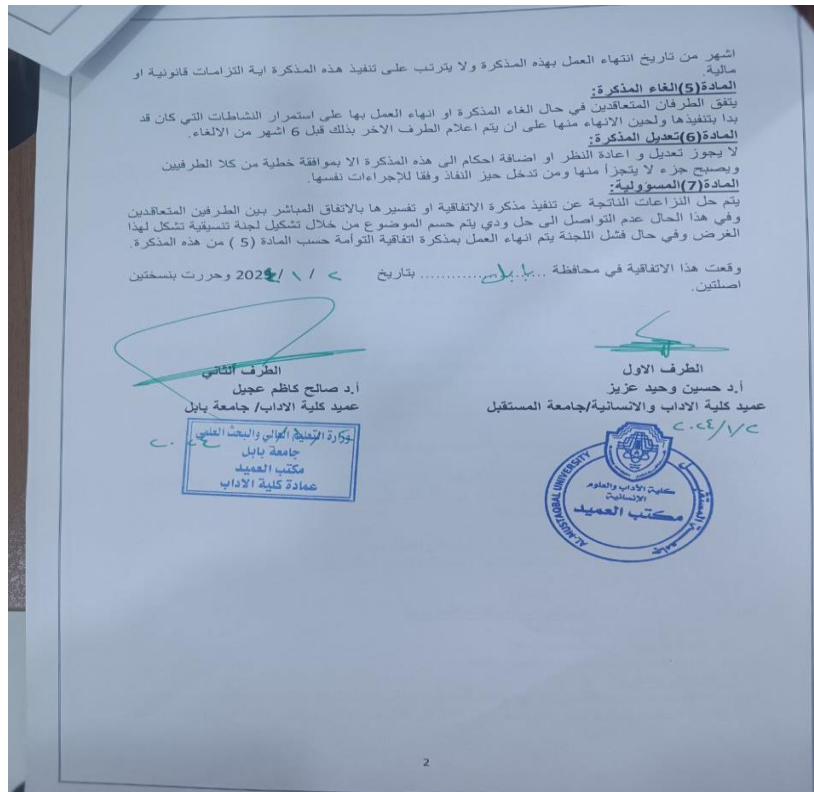 اشهر من تاريخ انتهاء العمل بهذه المذكرة ولا يترتب على تنفيذ هذه المذكرة اية التزامات قانونية او
مالية.
المادة(5)الغاء المذكرة:
يتفق الطرفان المتعاقدين في حال الغاء المذكرة او انهاء العمل بها على استمرار النشاطات التي كان قد
بدا بتنفيذها ولحين الانهاء منها على ان يتم اعلام الطرف الاخر بذلك قبل 6 اشهر من الالغاء.
المادة(6)تعديل المذكرة:
لا يجوز تعديل و اعادة النظر او اضافة احكام الى هذه المذكرة الا بموافقة خطية من كلا الطرفيين
ويصبح جزء لا يتجزأ منها ومن تدخل حيز النفاذ وفقا للإجراءات نفسها.
المادة(7)المسؤولية:
يتم حل النزاعات الناتجة عن تنفيذ مذكرة الاتفاقية او تفسيرها بالاتفاق المباشر بين الطرفين المتعاقدين
وفي هذا الحال عدم التواصل الى حل ودي يتم حسم الموضوع من خلال تشكيل لجنة تنسيقية تشكل لهذا
الغرض وفي حال فشل اللجنة يتم انهاء العمل بمذكرة اتفاقية التوأمة حسب المادة (5 ) من هذه المذكرة.
وقعت هذا الاتفاقية في محافظة ..بابل............ بتاريخ ٢ / ١ / 2024 وحررت بنسختين
اصلتين.
الطرف الاول
أ.د حسين وحيد عزيز
عميد كلية الاداب والانسانية/جامعة المستقبل
٢٠٢٤/١/٢
كلية الآداب والعلوم
الإنسانية
مكتب العميد
AL-MUSTAQBAL UNIVERSITY
جامعة المستقبل
الطرف الثاني
أ.د صالح كاظم عجيل
عميد كلية الاداب/ جامعة بابل
وزارة التعليم العالي والبحث العلمي
جامعة بابل
مكتب العميد
عمادة كلية الآداب
2